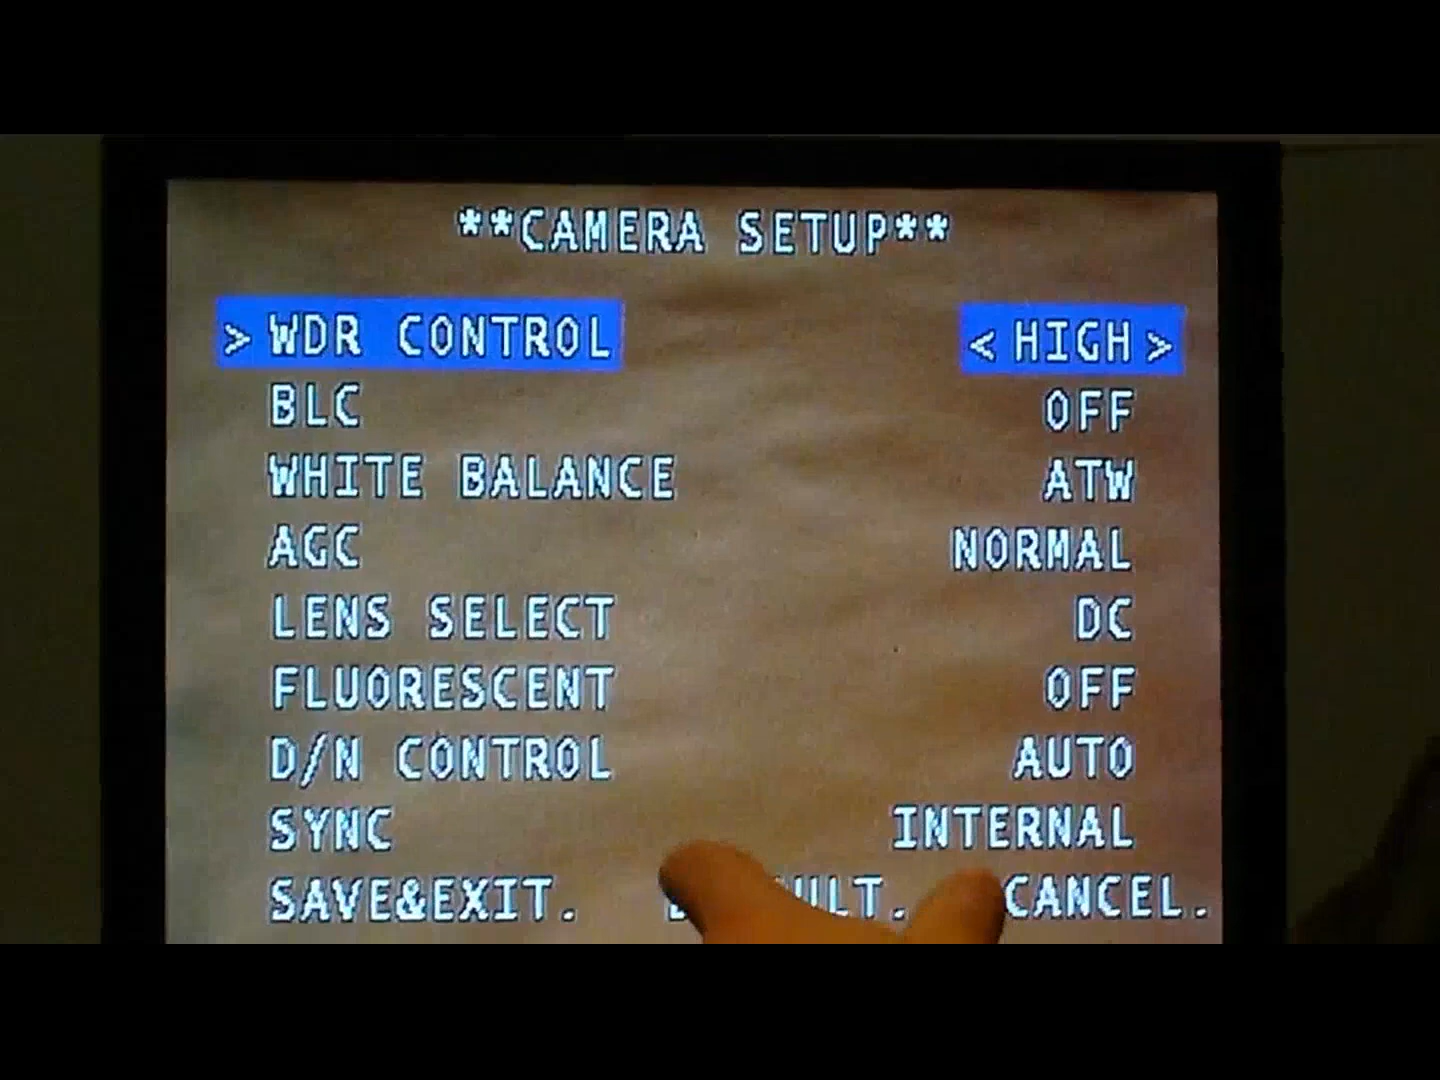 **CAMERA SETUP**
> WDR CONTROL < HIGH >
BLC OFF
WHITE BALANCE ATW
AGC NORMAL
LENS SELECT DC
FLUORESCENT OFF
D/N CONTROL AUTO
SYNC INTERNAL
SAVE&EXIT. CANCEL.